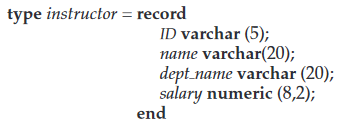 type instructor = record
ID varchar (5);
name varchar(20);
dept_name varchar (20);
salary numeric (8,2);
end